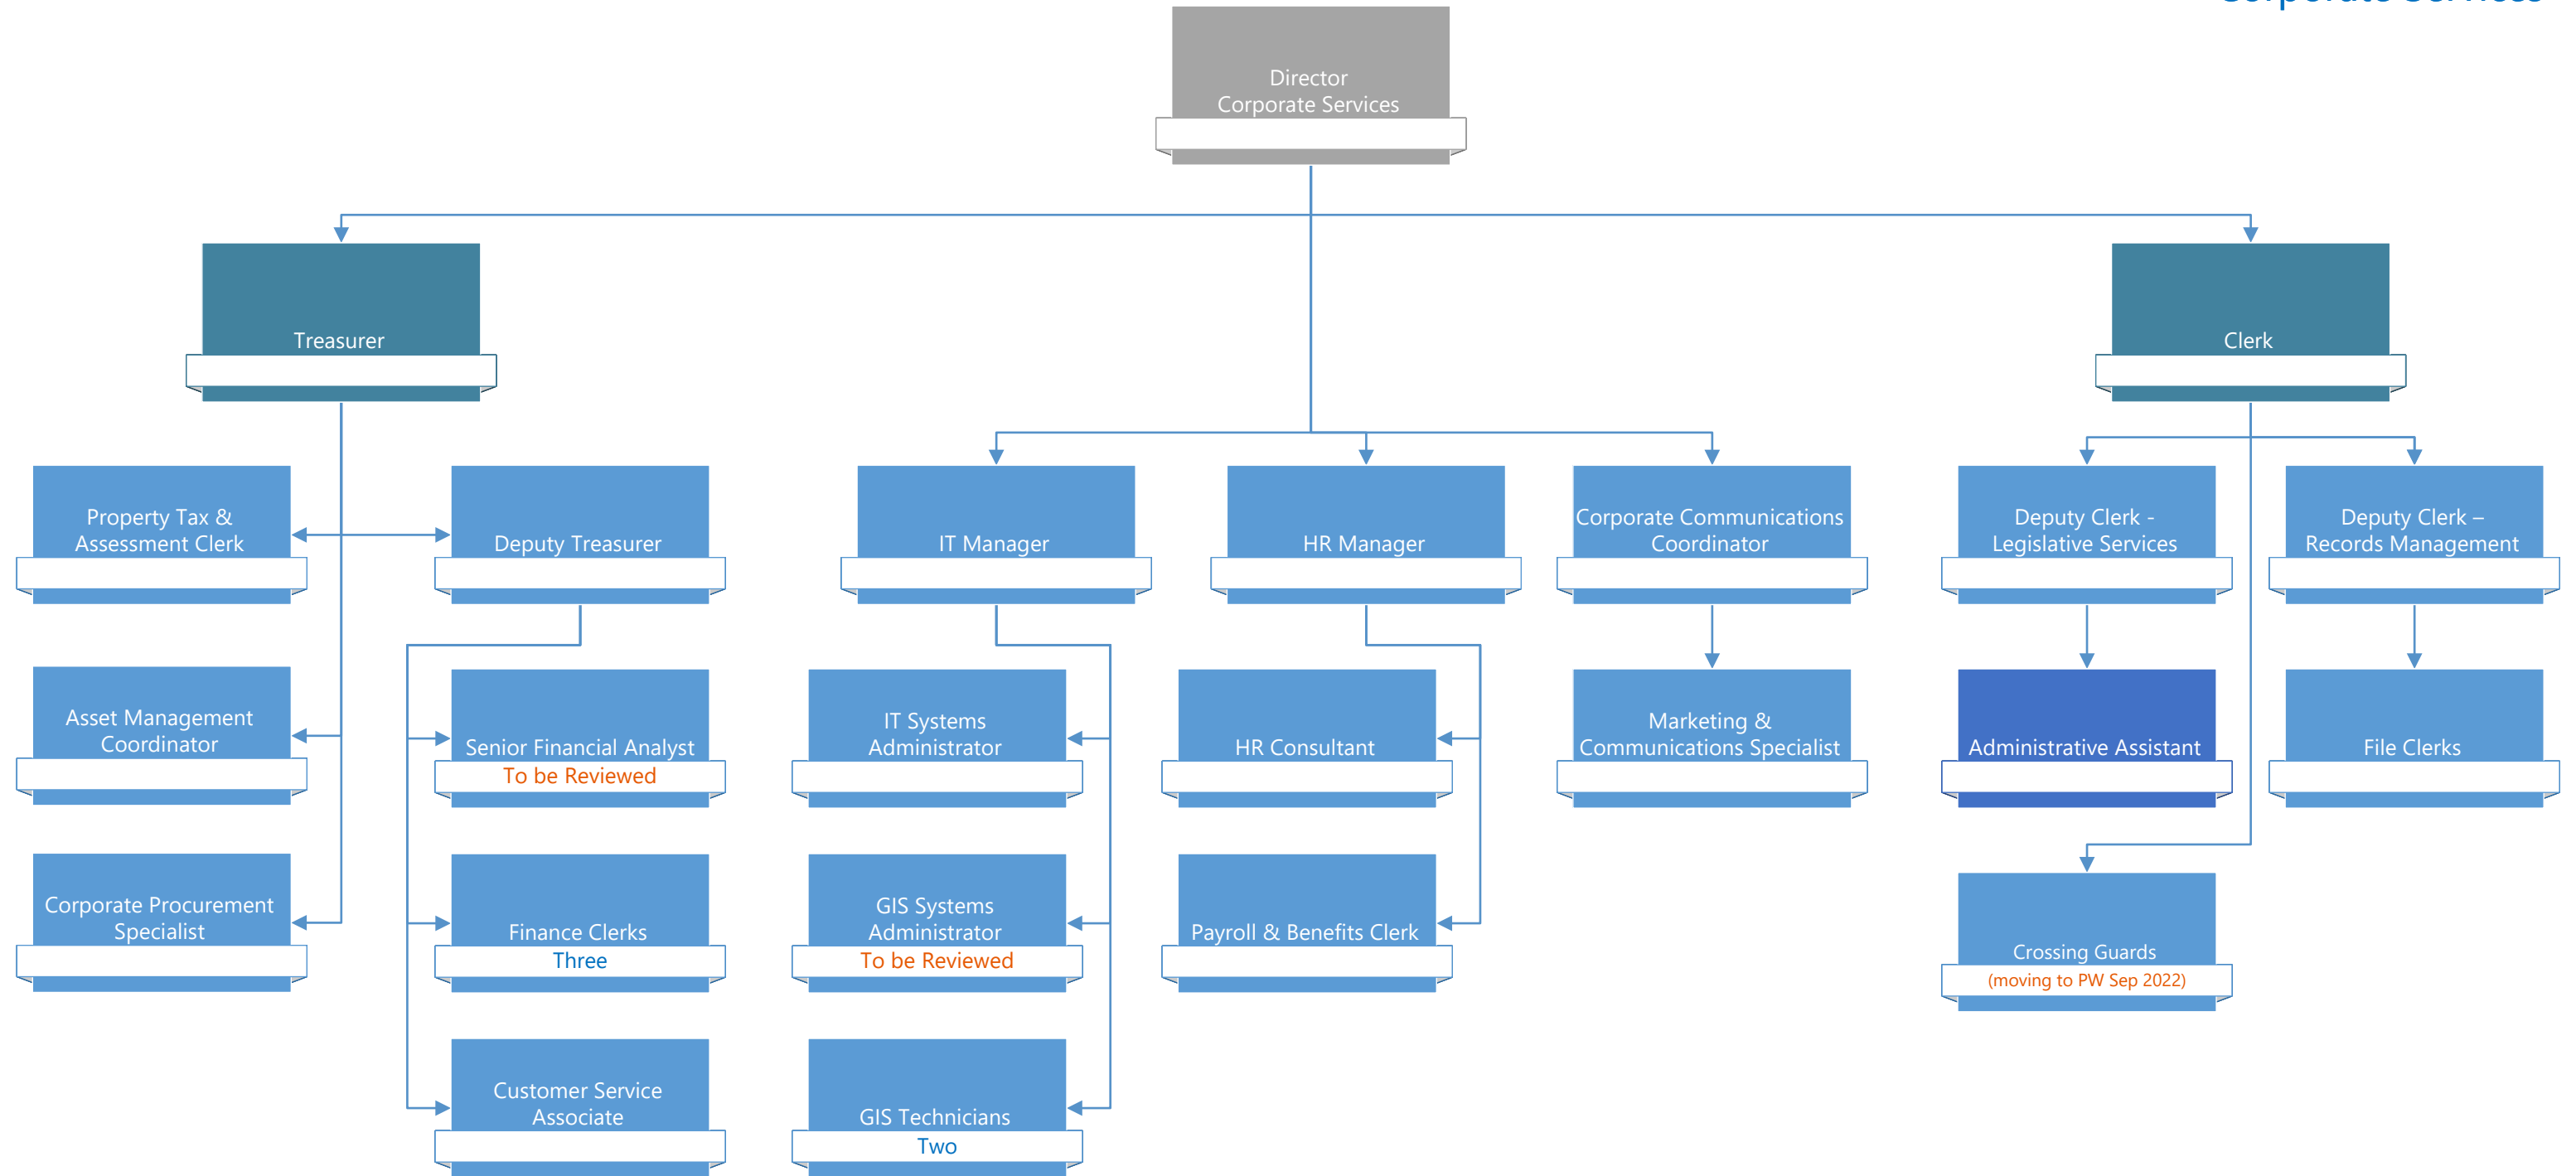 Corporate Services
Director
Corporate Services
Treasurer
Clerk
Property Tax &
Assessment Clerk
Deputy Treasurer
IT Manager
HR Manager
Corporate Communications
Coordinator
Deputy Clerk -
Legislative Services
Deputy Clerk –
Records Management
Asset Management
Coordinator
Senior Financial Analyst
To be Reviewed
IT Systems
Administrator
HR Consultant
Marketing &
Communications Specialist
Administrative Assistant
File Clerks
Corporate Procurement
Specialist
Finance Clerks
Three
GIS Systems
Administrator
To be Reviewed
Payroll & Benefits Clerk
Crossing Guards
(moving to PW Sep 2022)
Customer Service
Associate
GIS Technicians
Two